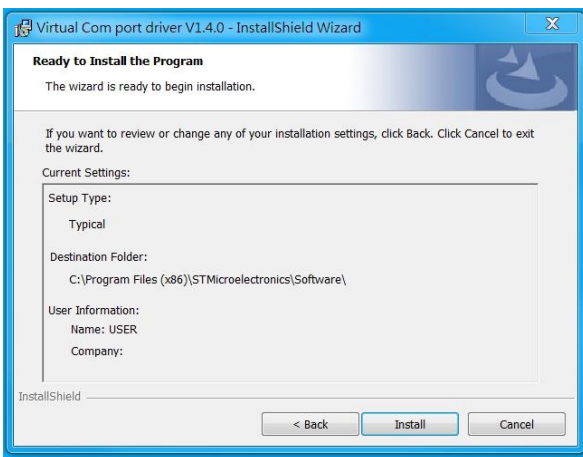 Virtual Com port driver V1.4.0 - InstallShield Wizard
Ready to Install the Program
The wizard is ready to begin installation.
If you want to review or change any of your installation settings, click Back. Click Cancel to exit
the wizard.
Current Settings:
Setup Type:
Typical
Destination Folder:
C:\Program Files (x86)\STMicroelectronics\Software\
User Information:
Name: USER
Company:
InstallShield
< Back
Install
Cancel